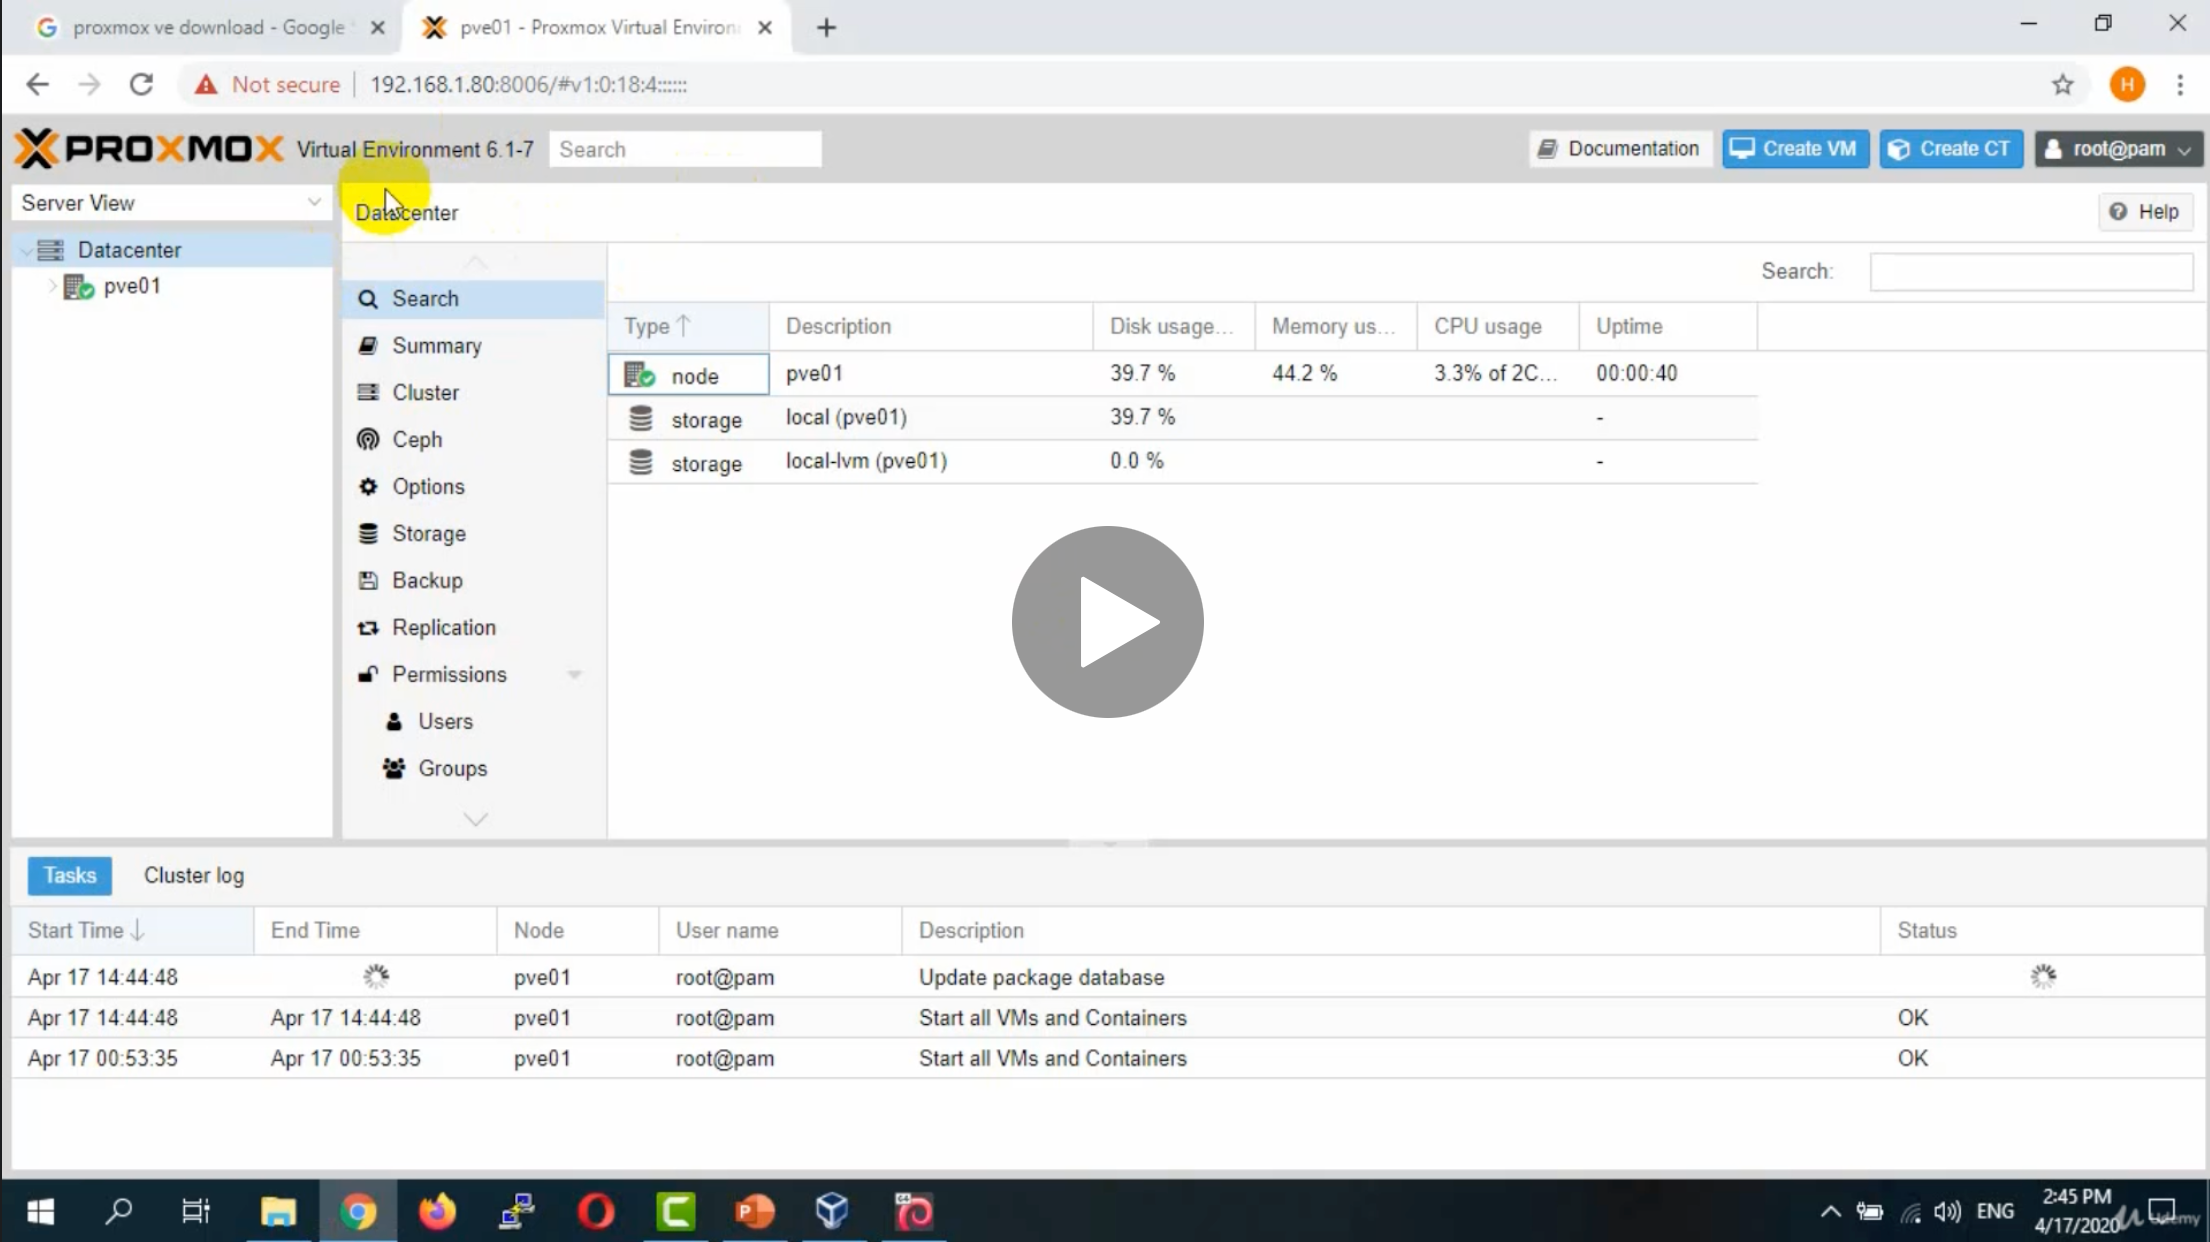 proxmox ve download - Google
pve01 - Proxmox Virtual Environ
Not secure
192.168.1.80:8006/#v1:0:18:4::::::
H
PROXMOX Virtual Environment 6.1-7
Search
Documentation
Create VM
Create CT
root@pam
Server View
Datacenter
Help
Datacenter
pve01
Search
Summary
Cluster
Ceph
Options
Storage
Backup
Replication
Permissions
Users
Groups
Search:
Type Description Disk usage... Memory us... CPU usage Uptime
node pve01 39.7 % 44.2 % 3.3% of 2C... 00:00:40
storage local (pve01) 39.7 % -
storage local-lvm (pve01) 0.0 % -
Tasks Cluster log
Start Time End Time Node User name Description Status
Apr 17 14:44:48 pve01 root@pam Update package database
Apr 17 14:44:48 Apr 17 14:44:48 pve01 root@pam Start all VMs and Containers OK
Apr 17 00:53:35 Apr 17 00:53:35 pve01 root@pam Start all VMs and Containers OK
P
64
ENG
2:45 PM
4/17/2020
Udemy